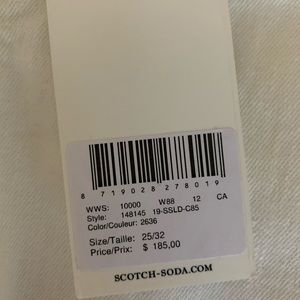 8 719028 278019
WWS: 10000 W88 12 CA
Style: 148145 19-SSLD-C85
Color/Couleur: 2636
Size/Taille: 25/32
Price/Prix: $ 185,00
SCOTCH-SODA.COM